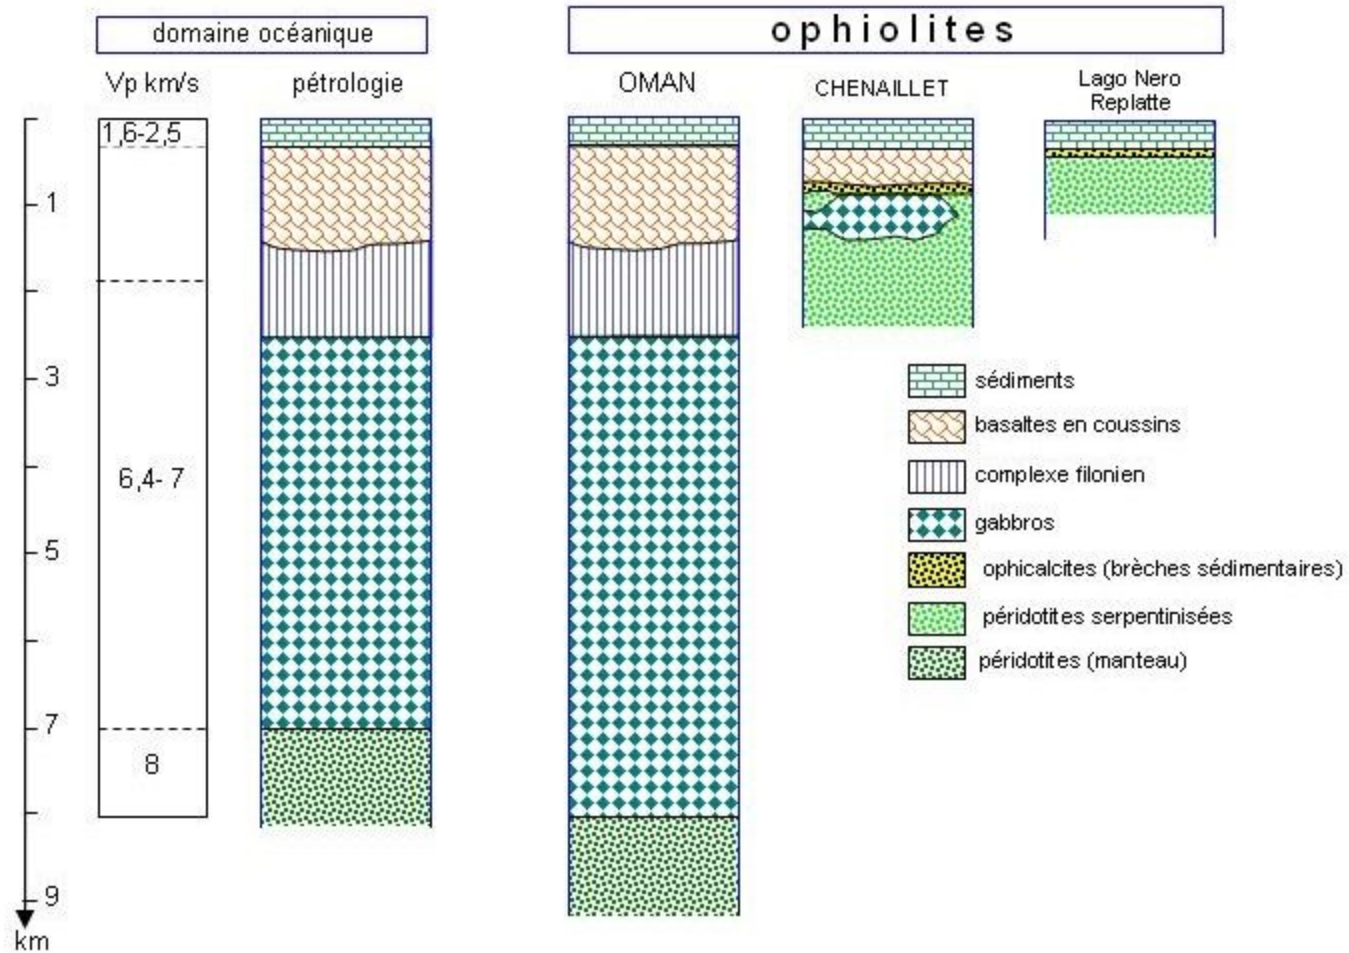 domaine océanique
ophiolites
Vp km/s
pétrologie
OMAN
CHENAILLET
Lago Nero
Replatte
1,6-2,5
1
3
6,4- 7
5
7
8
9
km
sédiments
basaltes en coussins
complexe filonien
gabbros
ophicalcites (brèches sédimentaires)
péridotites serpentinisées
péridotites (manteau)